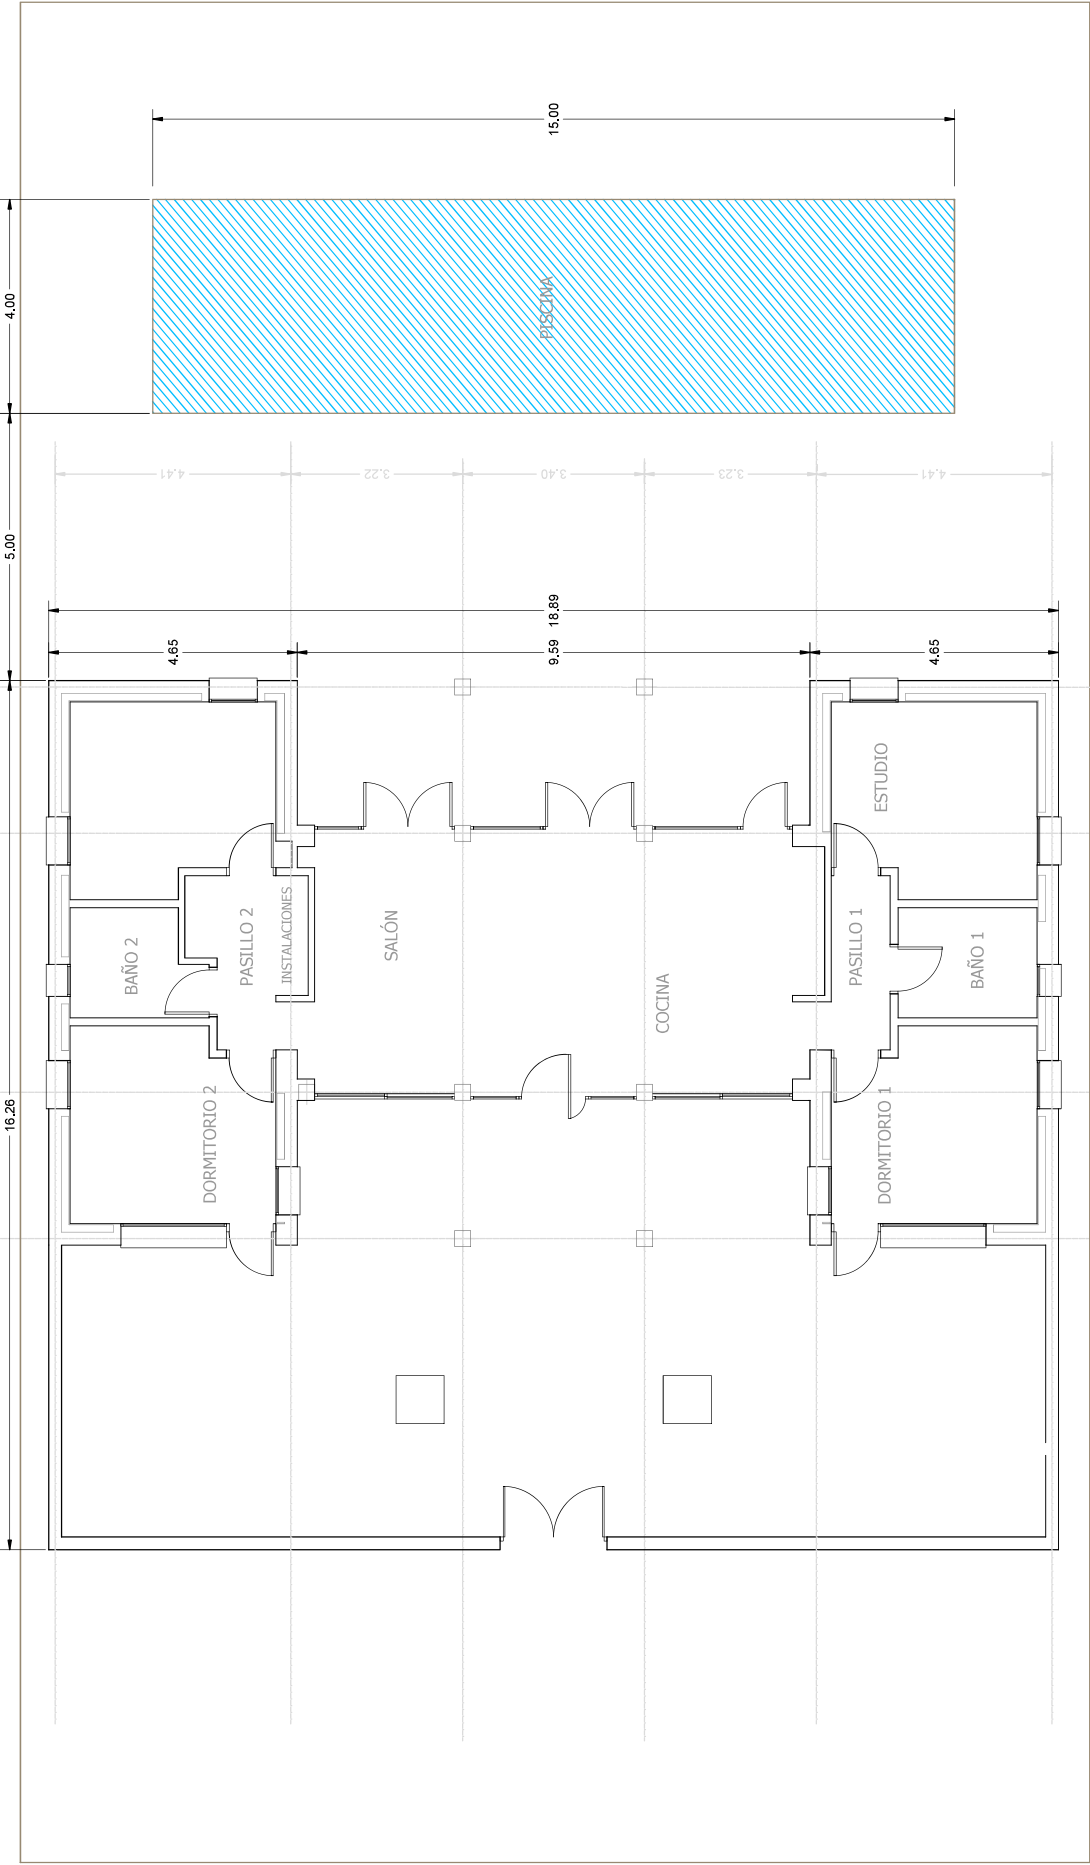 15.00
4.00
PISCINA
4.41
3.22
3.40
3.23
4.41
5.00
18.89
4.65
9.59
4.65
ESTUDIO
INSTALACIONES
PASILLO 2
BAÑO 2
SALÓN
PASILLO 1
BAÑO 1
COCINA
16.26
DORMITORIO 2
DORMITORIO 1